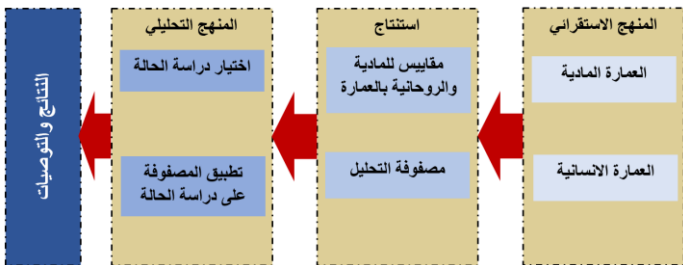 المنهج الاستقرائي
العمارة المادية
العمارة الانسانية
استنتاج
مقاييس للمادية
والروحانية بالعمارة
مصفوفة التحليل
المنهج التحليلي
اختيار دراسة الحالة
تطبيق المصفوفة
على دراسة الحالة
النتائج والتوصيات